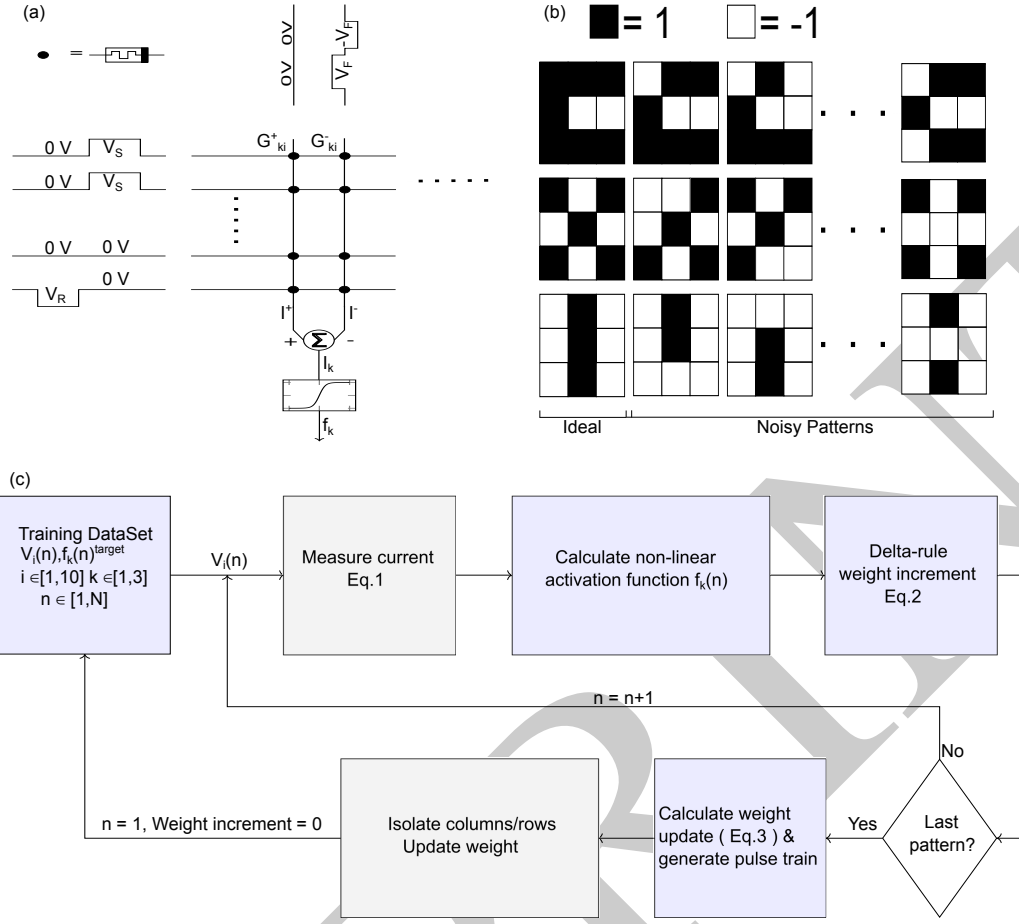 (a)
=
0V 0V
V_F -V_F
G^+_ki G^-_ki
0 V V_S
0 V V_S
0 V 0 V
V_R 0 V
I^+ I^-
+ Σ -
I_k
f_k
(b)
= 1 = -1
Ideal Noisy Patterns
(c)
Training DataSet
V_i(n),f_k(n)^target
i ∈[1,10] k ∈[1,3]
n ∈ [1,N]
V_i(n)
Measure current
Eq.1
Calculate non-linear
activation function f_k(n)
Delta-rule
weight increment
Eq.2
n = n+1
No
Last
pattern?
Yes
Calculate weight
update ( Eq.3 ) &
generate pulse train
Isolate columns/rows
Update weight
n = 1, Weight increment = 0